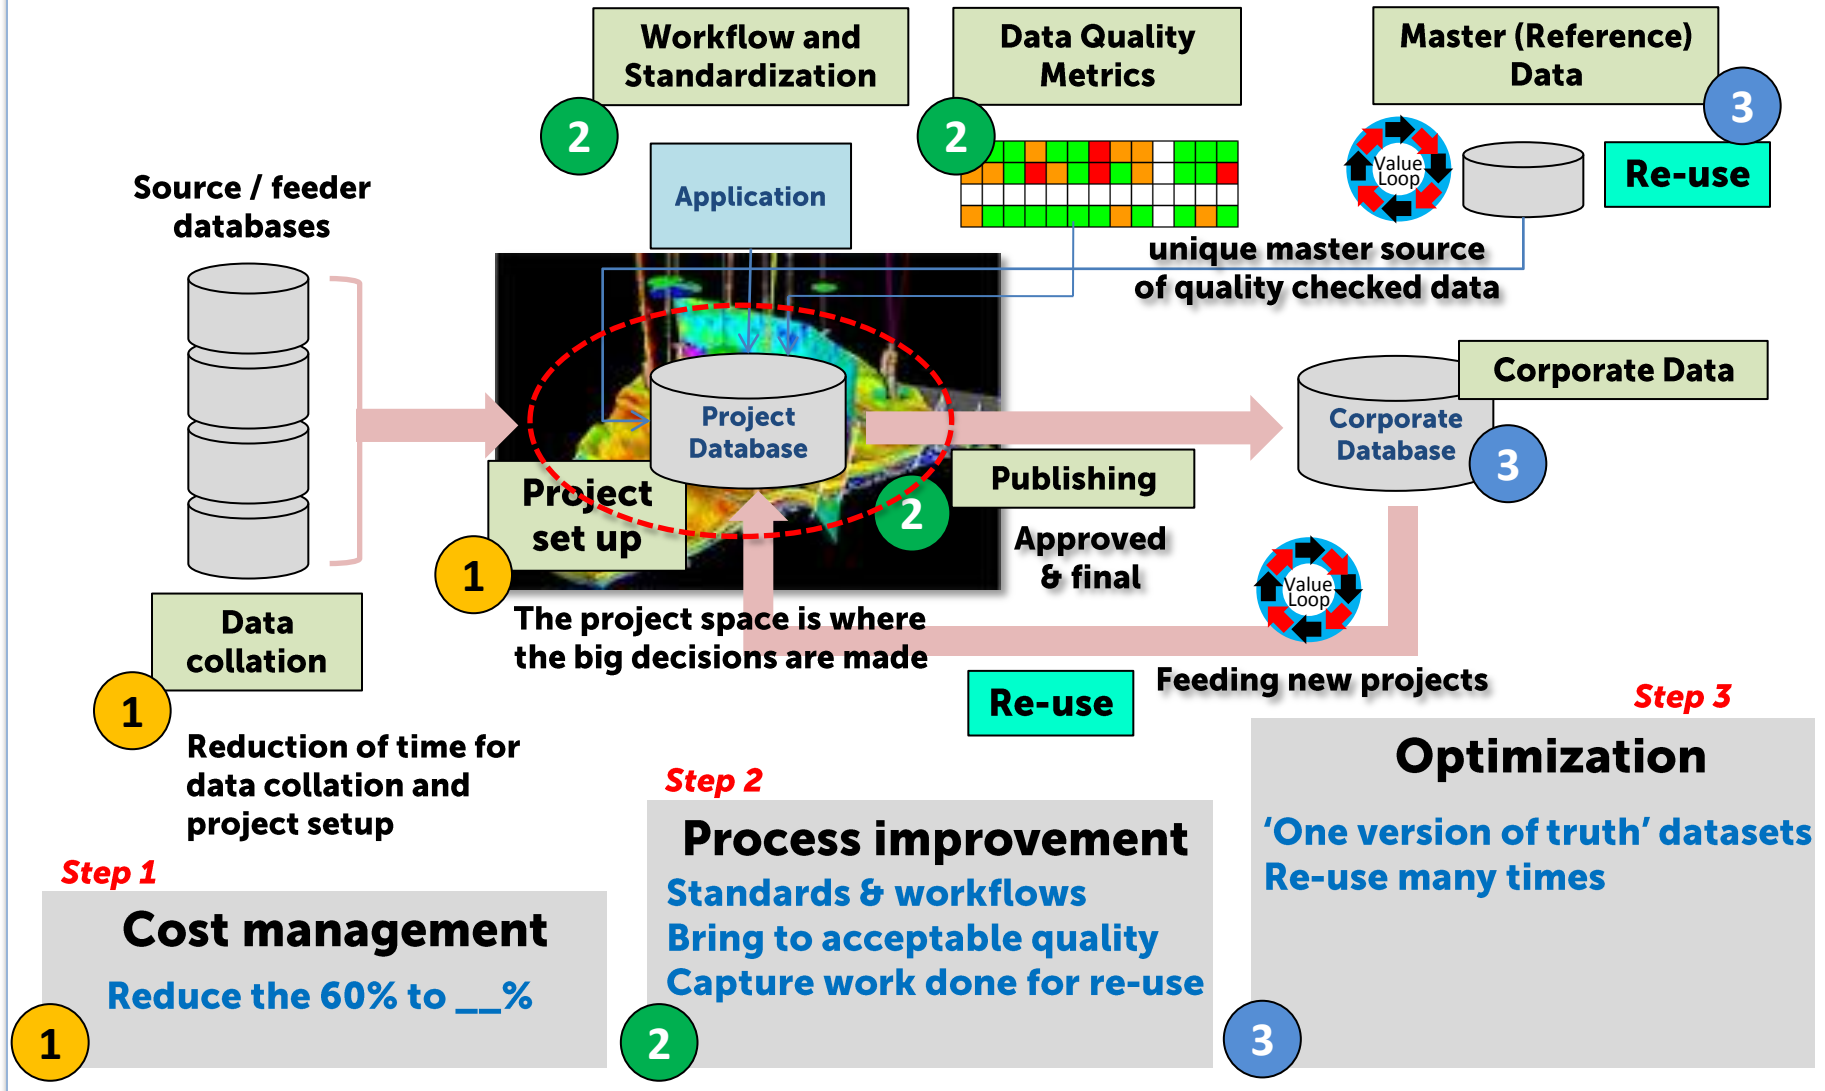 Workflow and
Standardization
2
Data Quality
Metrics
2
Master (Reference)
Data
3
Application
Value
Loop
Re-use
Source / feeder
databases
unique master source
of quality checked data
Project
Database
Corporate Data
Corporate
Database
3
Project
set up
1
2
Publishing
Approved
& final
Value
Loop
Data
collation
1
The project space is where
the big decisions are made
Re-use
Feeding new projects
Reduction of time for
data collation and
project setup
Step 1
Cost management
Reduce the 60% to __%
1
Step 2
Process improvement
Standards & workflows
Bring to acceptable quality
Capture work done for re-use
2
Step 3
Optimization
‘One version of truth’ datasets
Re-use many times
3